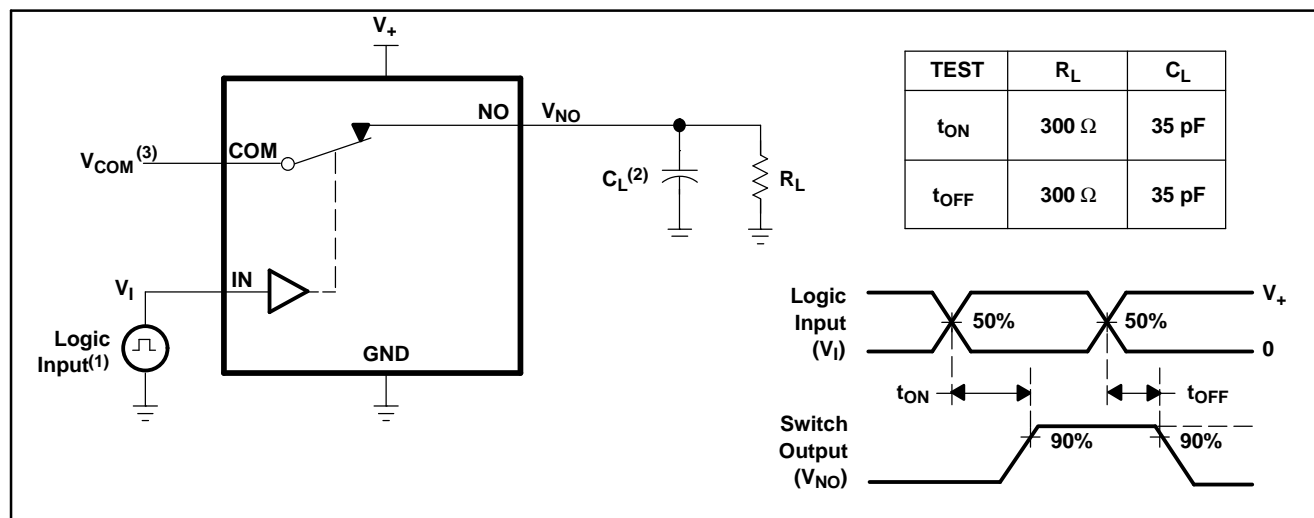 V+
NO
VNO
COM
VCOM(3)
CL(2)
RL
VI
IN
Logic
Input(1)
GND
TEST RL CL
tON 300 Ω 35 pF
tOFF 300 Ω 35 pF
Logic
Input
(VI)
50%
50%
V+
0
tON
tOFF
Switch
Output
(VNO)
90%
90%